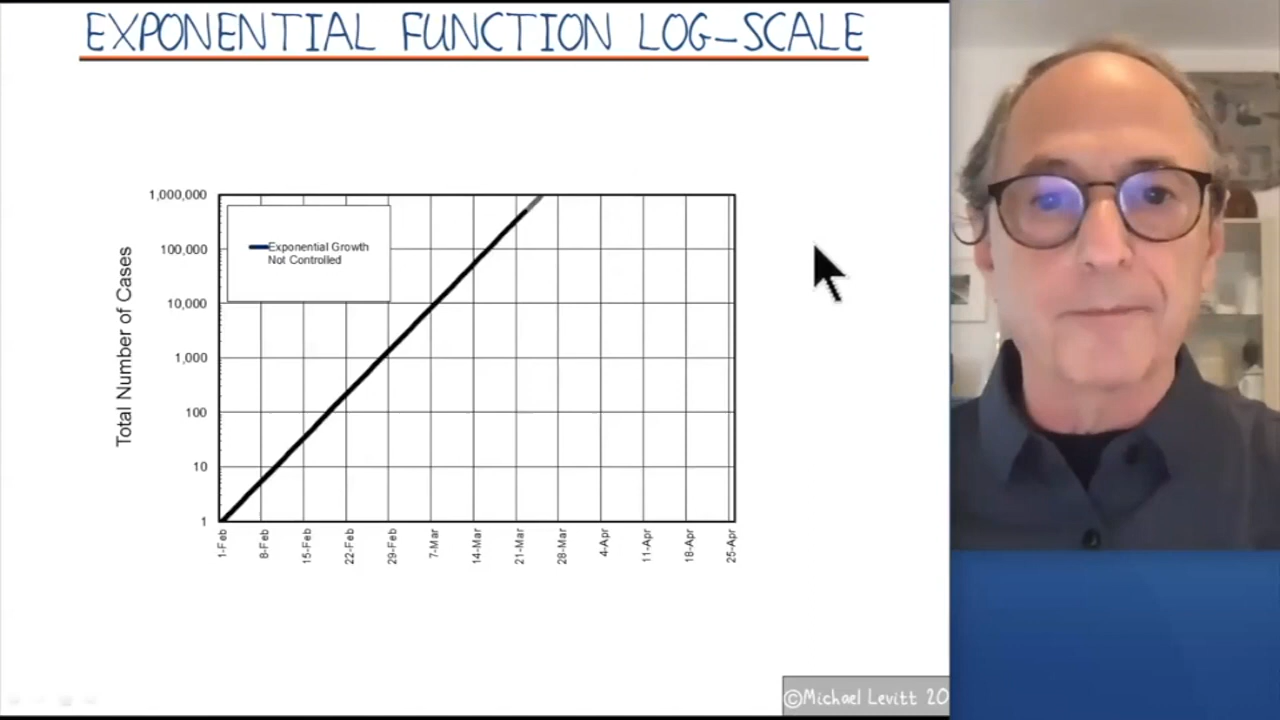 EXPONENTIAL FUNCTION LOG-SCALE
Total Number of Cases
1,000,000
100,000
10,000
1,000
100
10
1
Exponential Growth
Not Controlled
1-Feb
8-Feb
15-Feb
22-Feb
29-Feb
7-Mar
14-Mar
21-Mar
28-Mar
4-Apr
11-Apr
18-Apr
25-Apr
©Michael Levitt 20